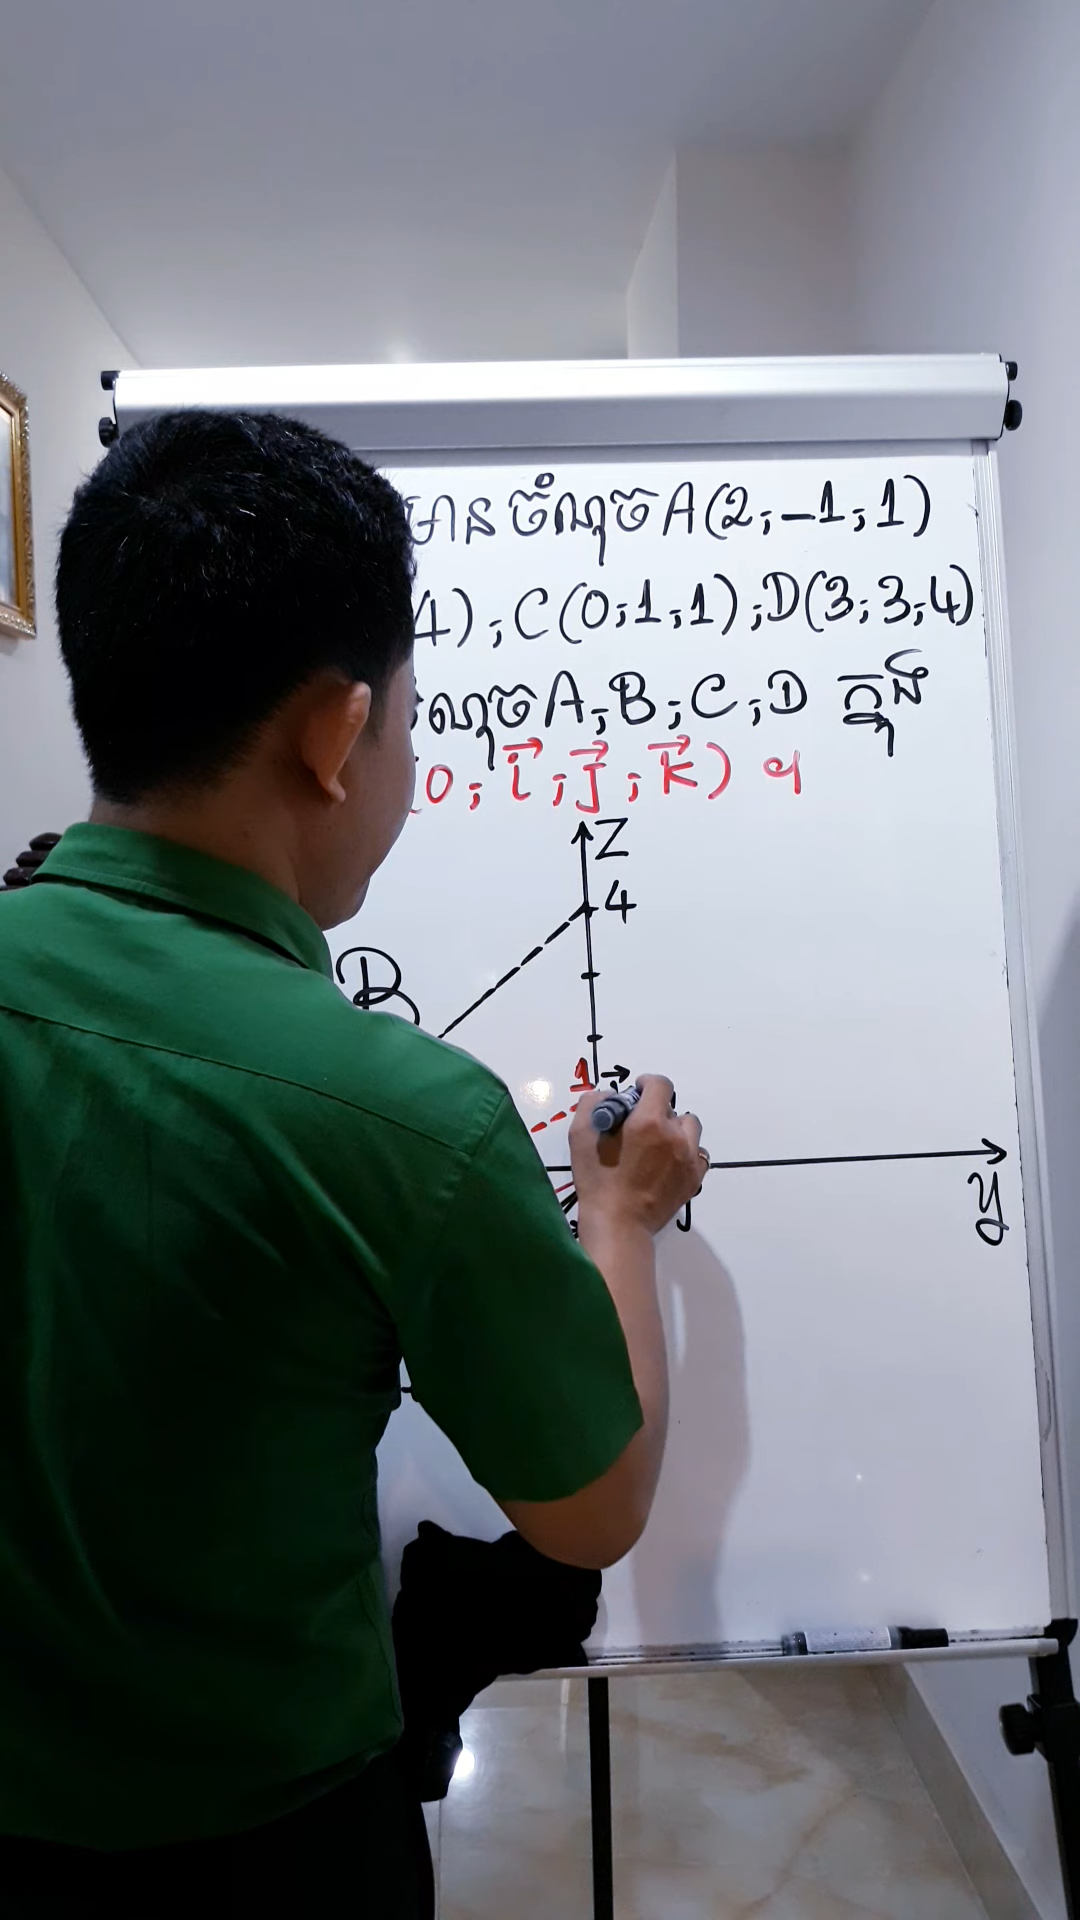 មានចំណុច A(2;-1;1)
4);C(0;1;1);D(3;3;4)
ចំណុច A;B;C;D ក្នុង
(0;i⃗;j⃗;k⃗) ។
Z
4
B
1
y
j